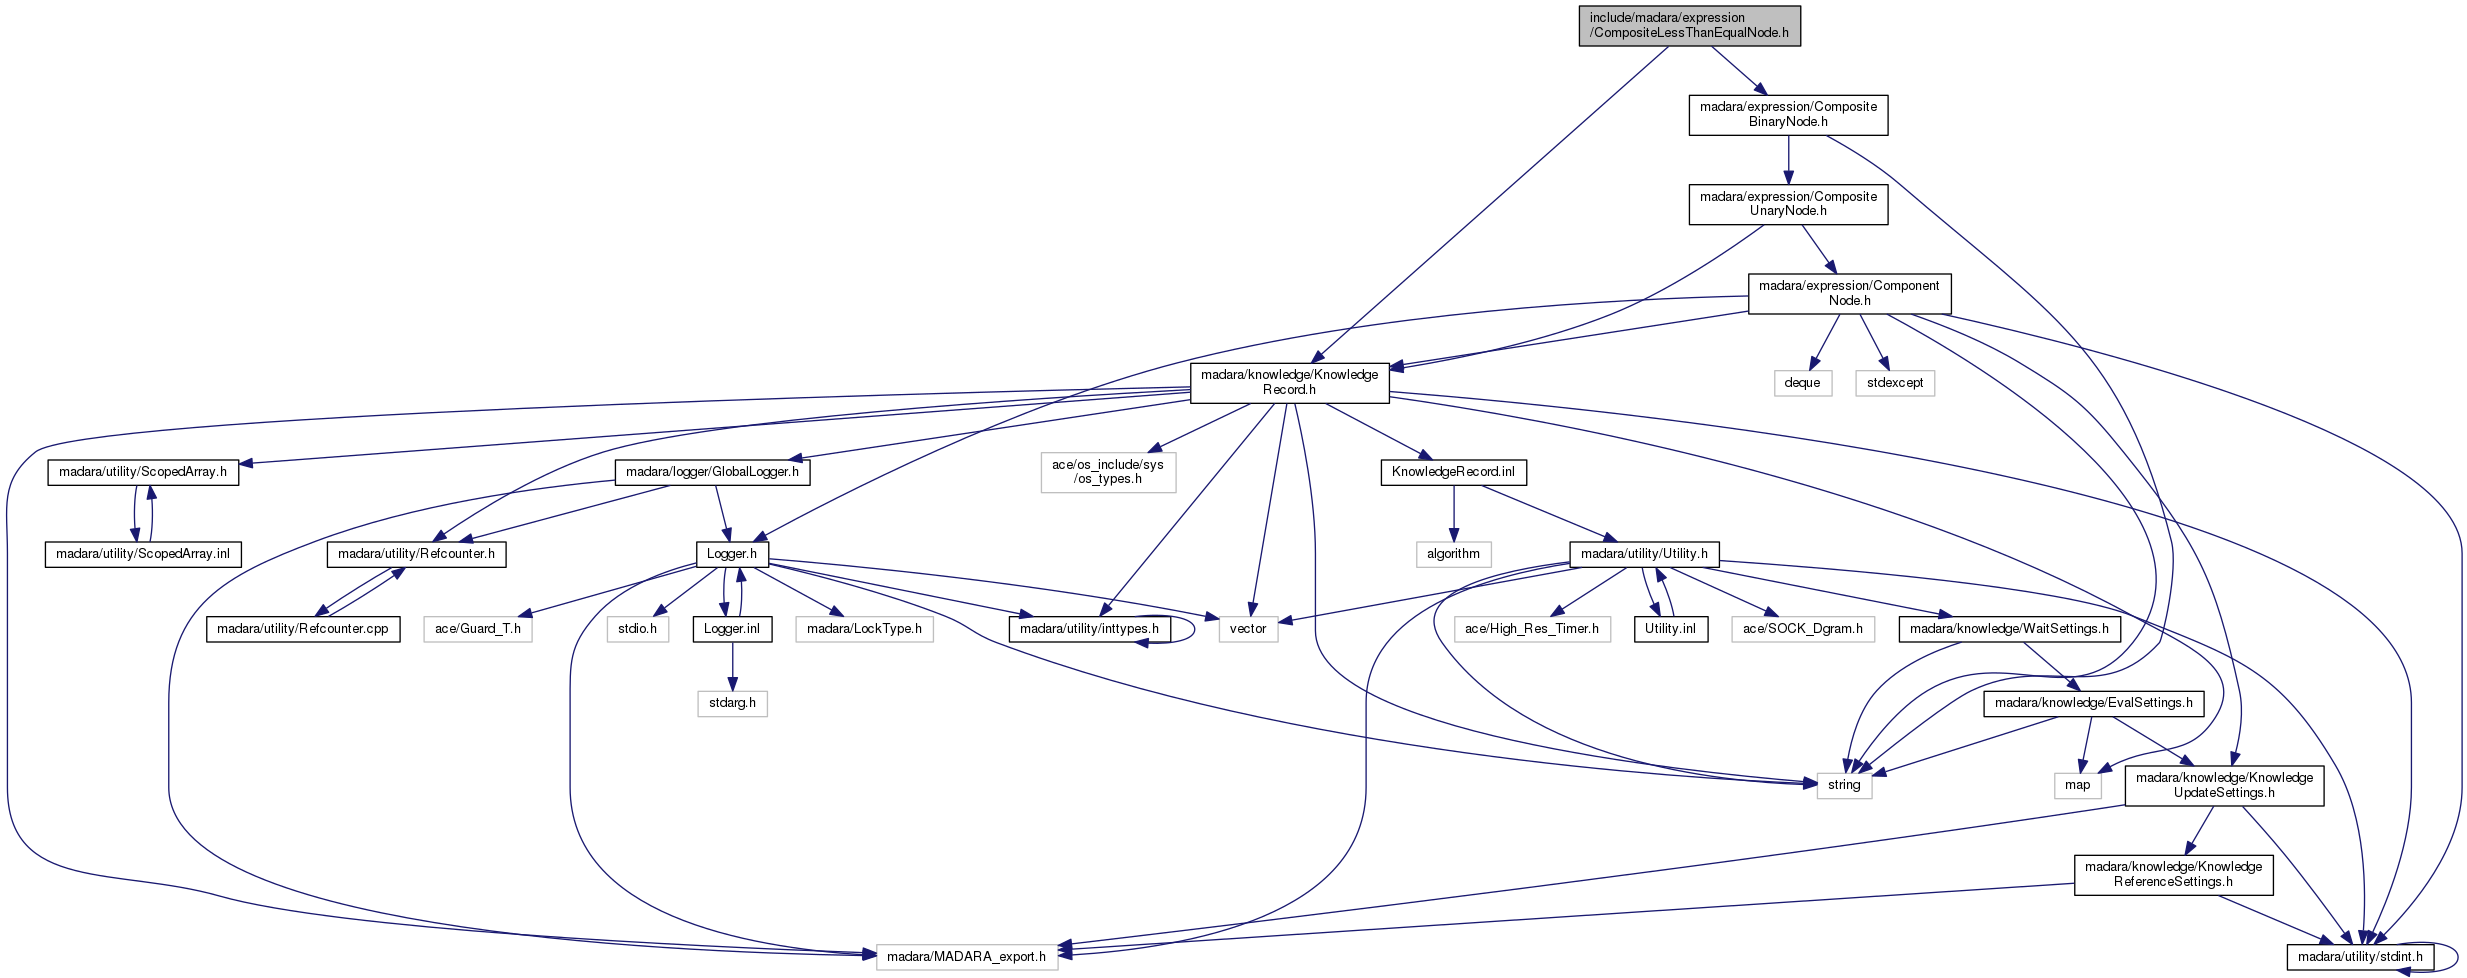 include/madara/expression
/CompositeLessThanEqualNode.h
madara/expression/Composite
BinaryNode.h
madara/expression/Composite
UnaryNode.h
madara/expression/Component
Node.h
madara/knowledge/Knowledge
Record.h
deque
stdexcept
madara/utility/ScopedArray.h
madara/logger/GlobalLogger.h
ace/os_include/sys
/os_types.h
KnowledgeRecord.inl
madara/utility/ScopedArray.inl
madara/utility/Refcounter.h
Logger.h
algorithm
madara/utility/Utility.h
madara/utility/Refcounter.cpp
ace/Guard_T.h
stdio.h
Logger.inl
madara/LockType.h
madara/utility/inttypes.h
vector
ace/High_Res_Timer.h
Utility.inl
ace/SOCK_Dgram.h
madara/knowledge/WaitSettings.h
stdarg.h
madara/knowledge/EvalSettings.h
string
map
madara/knowledge/Knowledge
UpdateSettings.h
madara/knowledge/Knowledge
ReferenceSettings.h
madara/MADARA_export.h
madara/utility/stdint.h